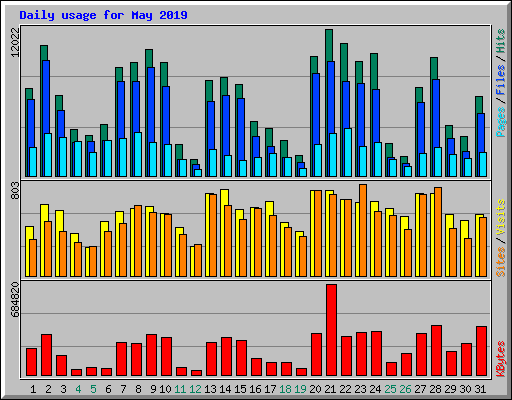 Daily usage for May 2019
12022
Pages / Files / Hits
803
Sites / Visits
684820
KBytes
1 2 3 4 5 6 7 8 9 10 11 12 13 14 15 16 17 18 19 20 21 22 23 24 25 26 27 28 29 30 31